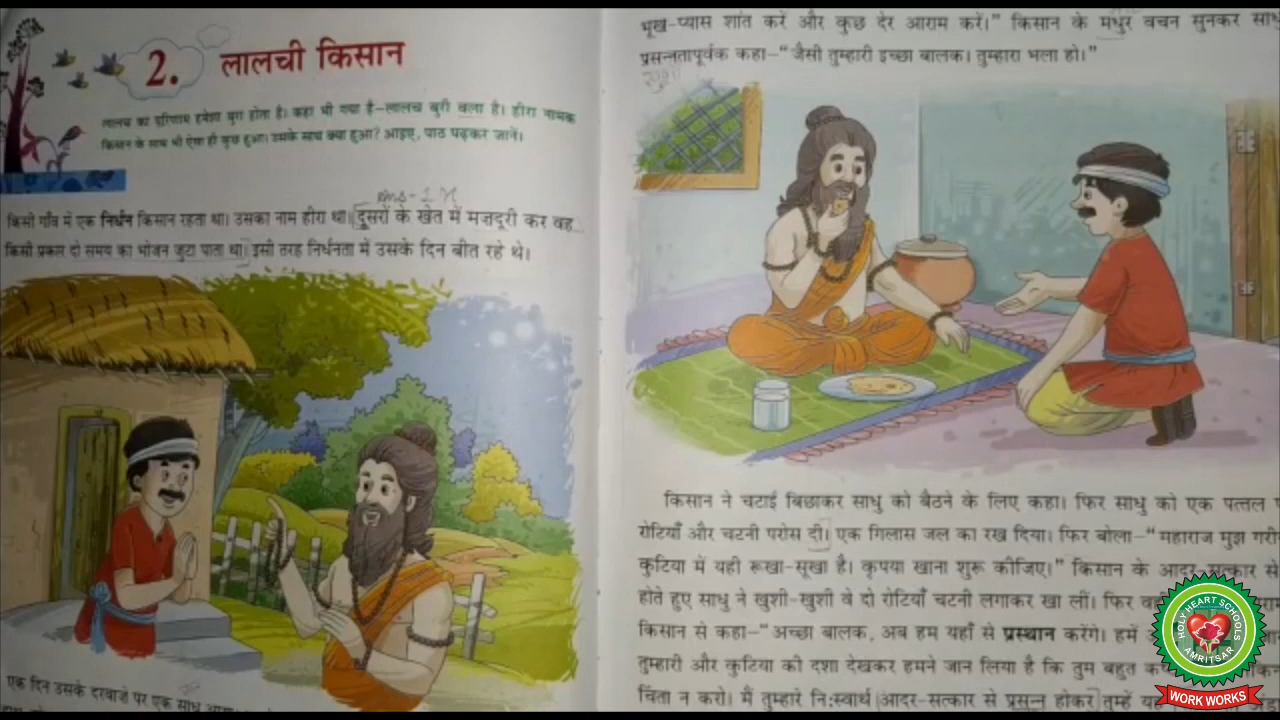 2. लालची किसान
लालच का परिणाम हमेशा बुरा होता है। कहा भी गया है–लालच बुरी बला है। हीरा नामक
किसान के साथ भी ऐसा ही कुछ हुआ। उसके साथ क्या हुआ? आइए, पाठ पढ़कर जानें।
ans-1
किसी गाँव में एक निर्धन किसान रहता था। उसका नाम हीरा था। दूसरों के खेत में मजदूरी कर वह
किसी प्रकार दो समय का भोजन जुटा पाता था। इसी तरह निर्धनता में उसके दिन बीत रहे थे।
एक दिन उसके दरवाजे पर एक साधु
भूख-प्यास शांत करें और कुछ देर आराम करें।” किसान के मधुर वचन सुनकर
प्रसन्नतापूर्वक कहा–“जैसी तुम्हारी इच्छा बालक। तुम्हारा भला हो।”
किसान ने चटाई बिछाकर साधु को बैठने के लिए कहा। फिर साधु को एक पत्तल
रोटियाँ और चटनी परोस दी। एक गिलास जल का रख दिया। फिर बोला–“महाराज मुझ
कुटिया में यही रूखा-सूखा है। कृपया खाना शुरू कीजिए।” किसान के आदर-सत्कार से
होते हुए साधु ने खुशी-खुशी वे दो रोटियाँ चटनी लगाकर खा लीं। फिर
किसान से कहा–“अच्छा बालक, अब हम यहाँ से प्रस्थान करेंगे। हमें
तुम्हारी और कुटिया की दशा देखकर हमने जान लिया है कि तुम बहुत
चिंता न करो। मैं तुम्हारे नि:स्वार्थ आदर-सत्कार से प्रसन्न होकर तुम्हें
HOLY HEART SCHOOLS
AMRITSAR
WORK WORKS